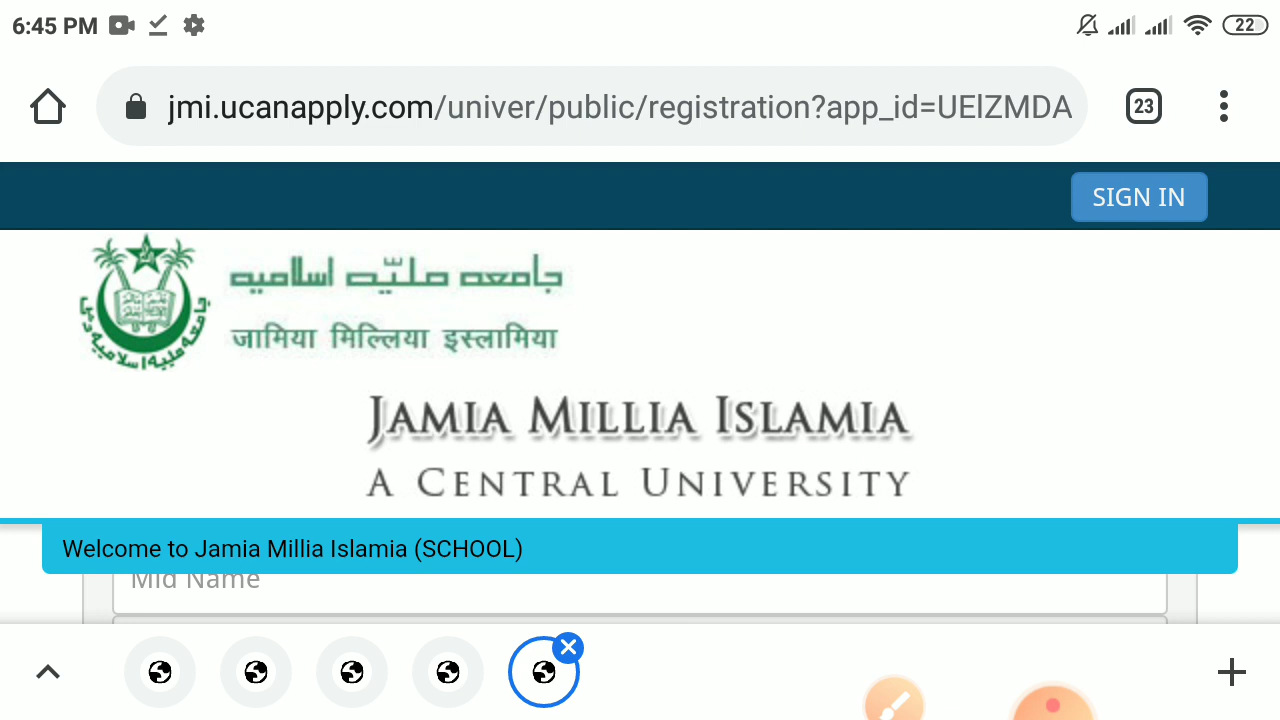 6:45 PM
22
jmi.ucanapply.com/univer/public/registration?app_id=UElZMDA
23
SIGN IN
جامعہ ملیّہ اسلامیہ
जामिया मिल्लिया इस्लामिया
JAMIA MILLIA ISLAMIA
A CENTRAL UNIVERSITY
Welcome to Jamia Millia Islamia (SCHOOL)
Mid Name